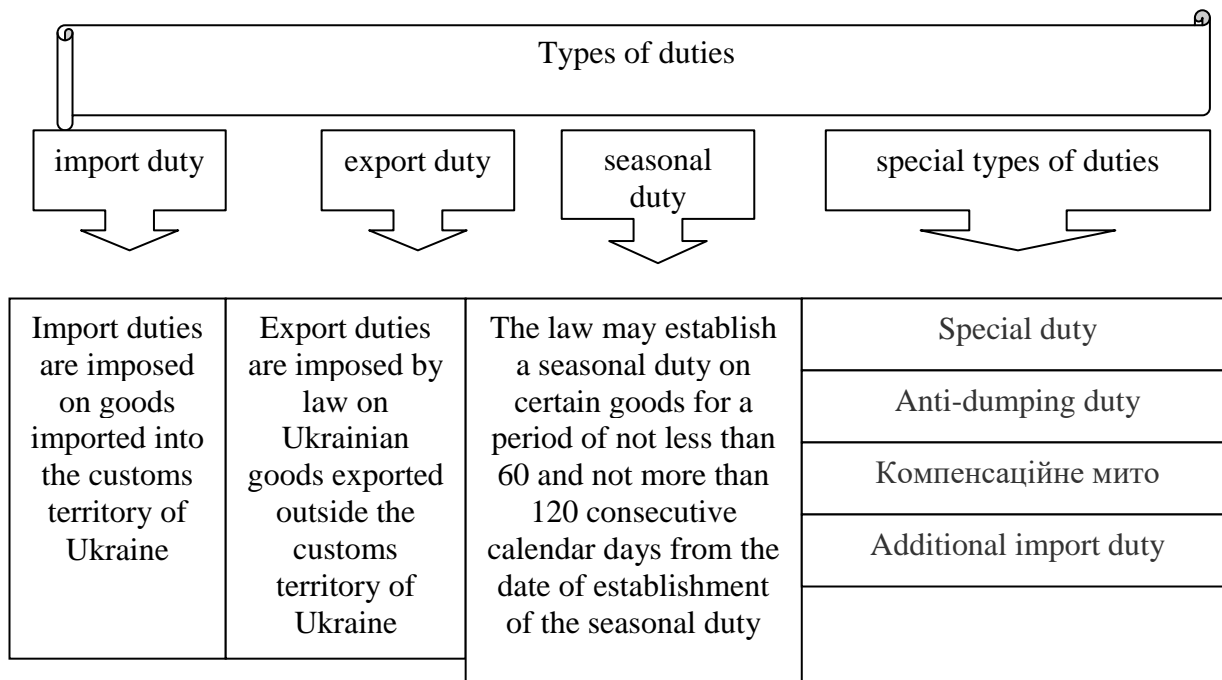 Types of duties
import duty
export duty
seasonal
duty
special types of duties
Import duties
are imposed
on goods
imported into
the customs
territory of
Ukraine
Export duties
are imposed by
law on
Ukrainian
goods exported
outside the
customs
territory of
Ukraine
The law may establish
a seasonal duty on
certain goods for a
period of not less than
60 and not more than
120 consecutive
calendar days from the
date of establishment
of the seasonal duty
Special duty
Anti-dumping duty
Компенсаційне мито
Additional import duty